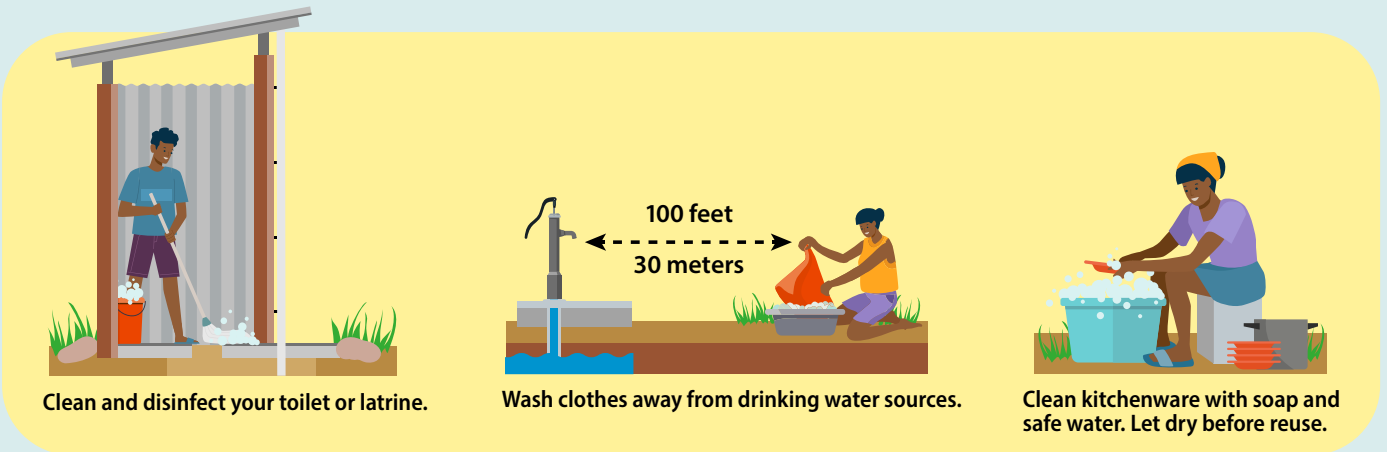 100 feet
30 meters
Clean and disinfect your toilet or latrine.
Wash clothes away from drinking water sources.
Clean kitchenware with soap and
safe water. Let dry before reuse.